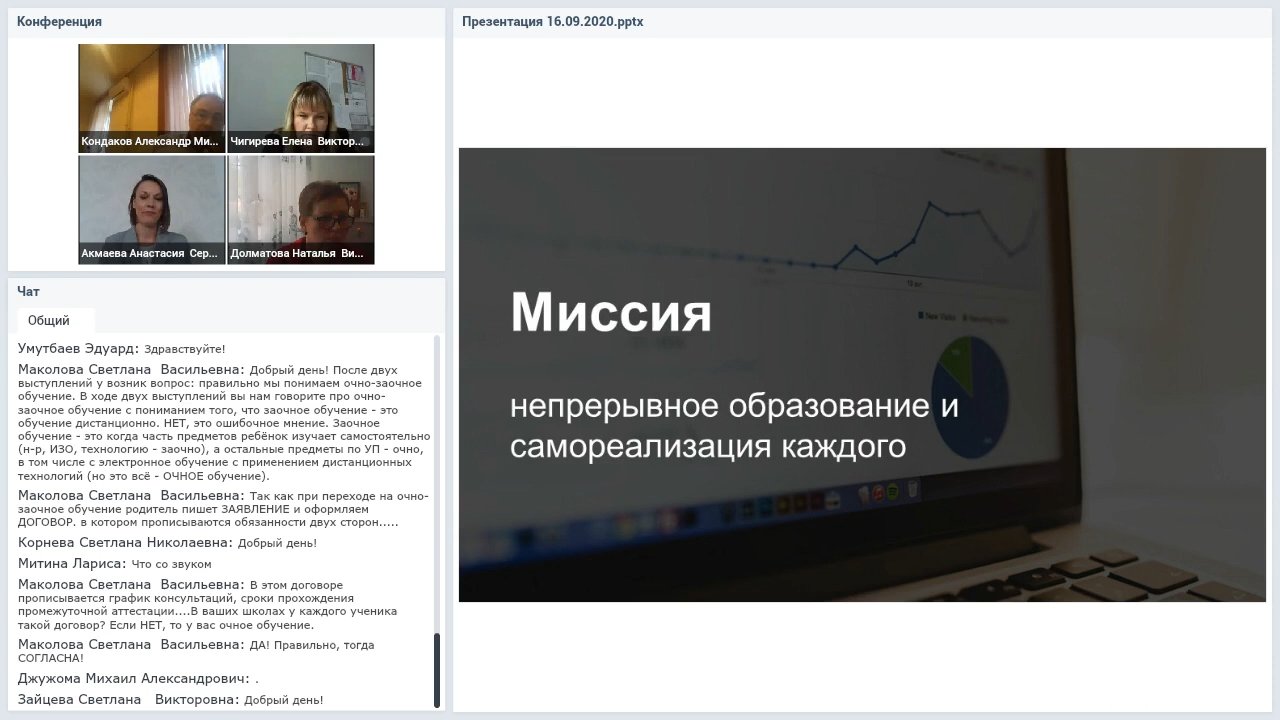 Конференция
Кондаков Александр Ми...
Чигирева Елена Виктор...
Акмаева Анастасия Сер...
Долматова Наталья Ви...
Чат
Общий
Умутбаев Эдуард: Здравствуйте!
Маколова Светлана Васильевна: Добрый день! После двух
выступлений у возник вопрос: правильно мы понимаем очно-заочное
обучение. В ходе двух выступлений вы нам говорите про очно-
заочное обучение с пониманием того, что заочное обучение - это
обучение дистанционно. НЕТ, это ошибочное мнение. Заочное
обучение - это когда часть предметов ребёнок изучает самостоятельно
(н-р, ИЗО, технологию - заочно), а остальные предметы по УП - очно,
в том числе с электронное обучение с применением дистанционных
технологий (но это всё - ОЧНОЕ обучение).
Маколова Светлана Васильевна: Так как при переходе на очно-
заочное обучение родитель пишет ЗАЯВЛЕНИЕ и оформляем
ДОГОВОР. в котором прописываются обязанности двух сторон.....
Корнева Светлана Николаевна: Добрый день!
Митина Лариса: Что со звуком
Маколова Светлана Васильевна: В этом договоре
прописывается график консультаций, сроки прохождения
промежуточной аттестации....В ваших школах у каждого ученика
такой договор? Если НЕТ, то у вас очное обучение.
Маколова Светлана Васильевна: ДА! Правильно, тогда
СОГЛАСНА!
Джужома Михаил Александрович: .
Зайцева Светлана Викторовна: Добрый день!
Презентация 16.09.2020.pptx
Миссия
непрерывное образование и
самореализация каждого